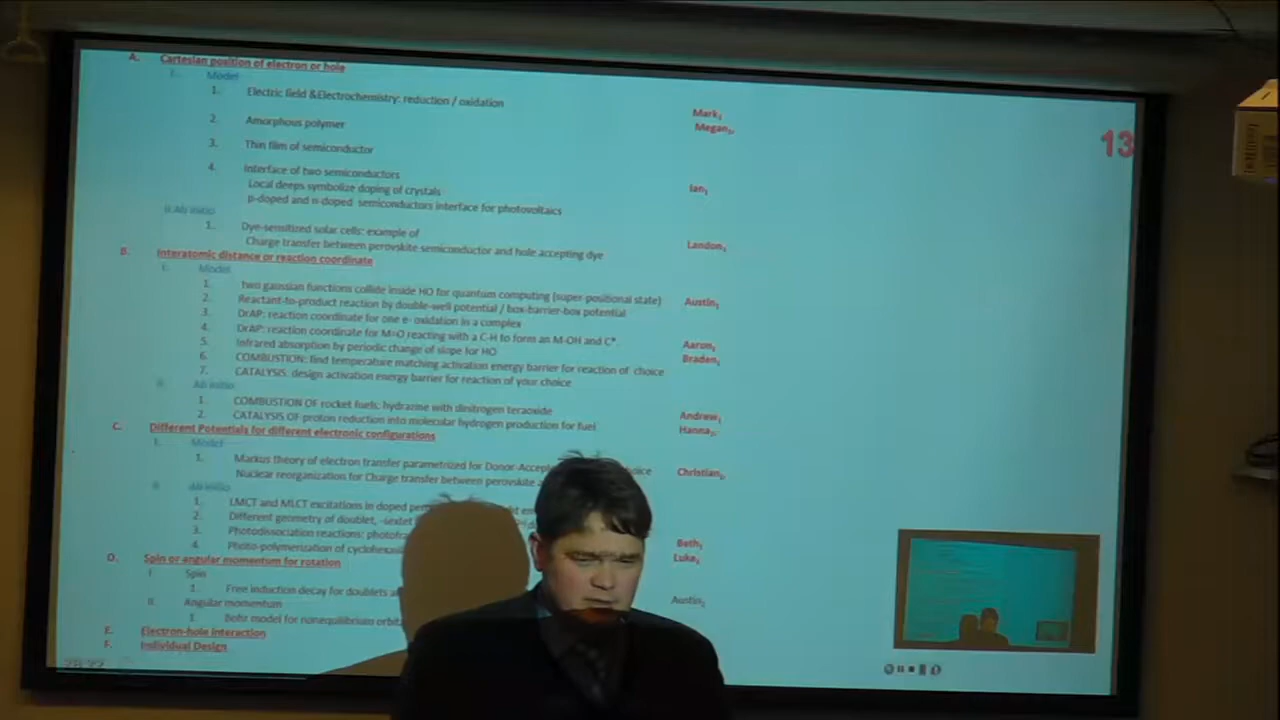 A. Cartesian position of electron or hole
I. Model
1. Electric field &Electrochemistry: reduction / oxidation
Mark1
Megan
2. Amorphous polymer
3. Thin film of semiconductor
4. Interface of two semiconductors
Local deeps symbolize doping of crystals
Ian1
p-doped and n-doped semiconductors interface for photovoltaics
II.Ab initio
1. Dye-sensitized solar cells: example of
Charge transfer between perovskite semiconductor and hole accepting dye
Landon1
B. Interatomic distance or reaction coordinate
I. Model
1. two gaussian functions collide inside HO for quantum computing (super-positional state)
Austin1
2. Reactant-to-product reaction by double-well potential / box-barrier-box potential
3. DrAP: reaction coordinate for one e- oxidation in a complex
4. DrAP: reaction coordinate for M=O reacting with a C-H to form an M-OH and C*.
Aaron
5. Infrared absorption by periodic change of slope for HO
Braden
6. COMBUSTION: find temperature matching activation energy barrier for reaction of choice
7. CATALYSIS: design activation energy barrier for reaction of your choice
II. Ab initio
1. COMBUSTION of rocket fuels: hydrazine with dinitrogen teraoxide
Andrew
2. CATALYSIS of proton reduction into molecular hydrogen production for fuel
Hanna
C. Different Potentials for different electronic configurations
I. Model
1. Markus theory of electron transfer parametrized for Donor-Accep
Christian
Nuclear reorganization for Charge transfer between perovskite
II. Ab initio
1. LMCT and MLCT excitations in doped
2. Different geometry of doublet, -sextet
3. Photodissociation reactions:
Beth
4. Photo-polymerization of
Luke
D. Spin or angular momentum for rotation
I Spin
1. Free induction decay for doublets
Austin2
II. Angular momentum
1. Bohr model for nonequilibrium
E. Electron-hole interaction
F. Individual Design
13